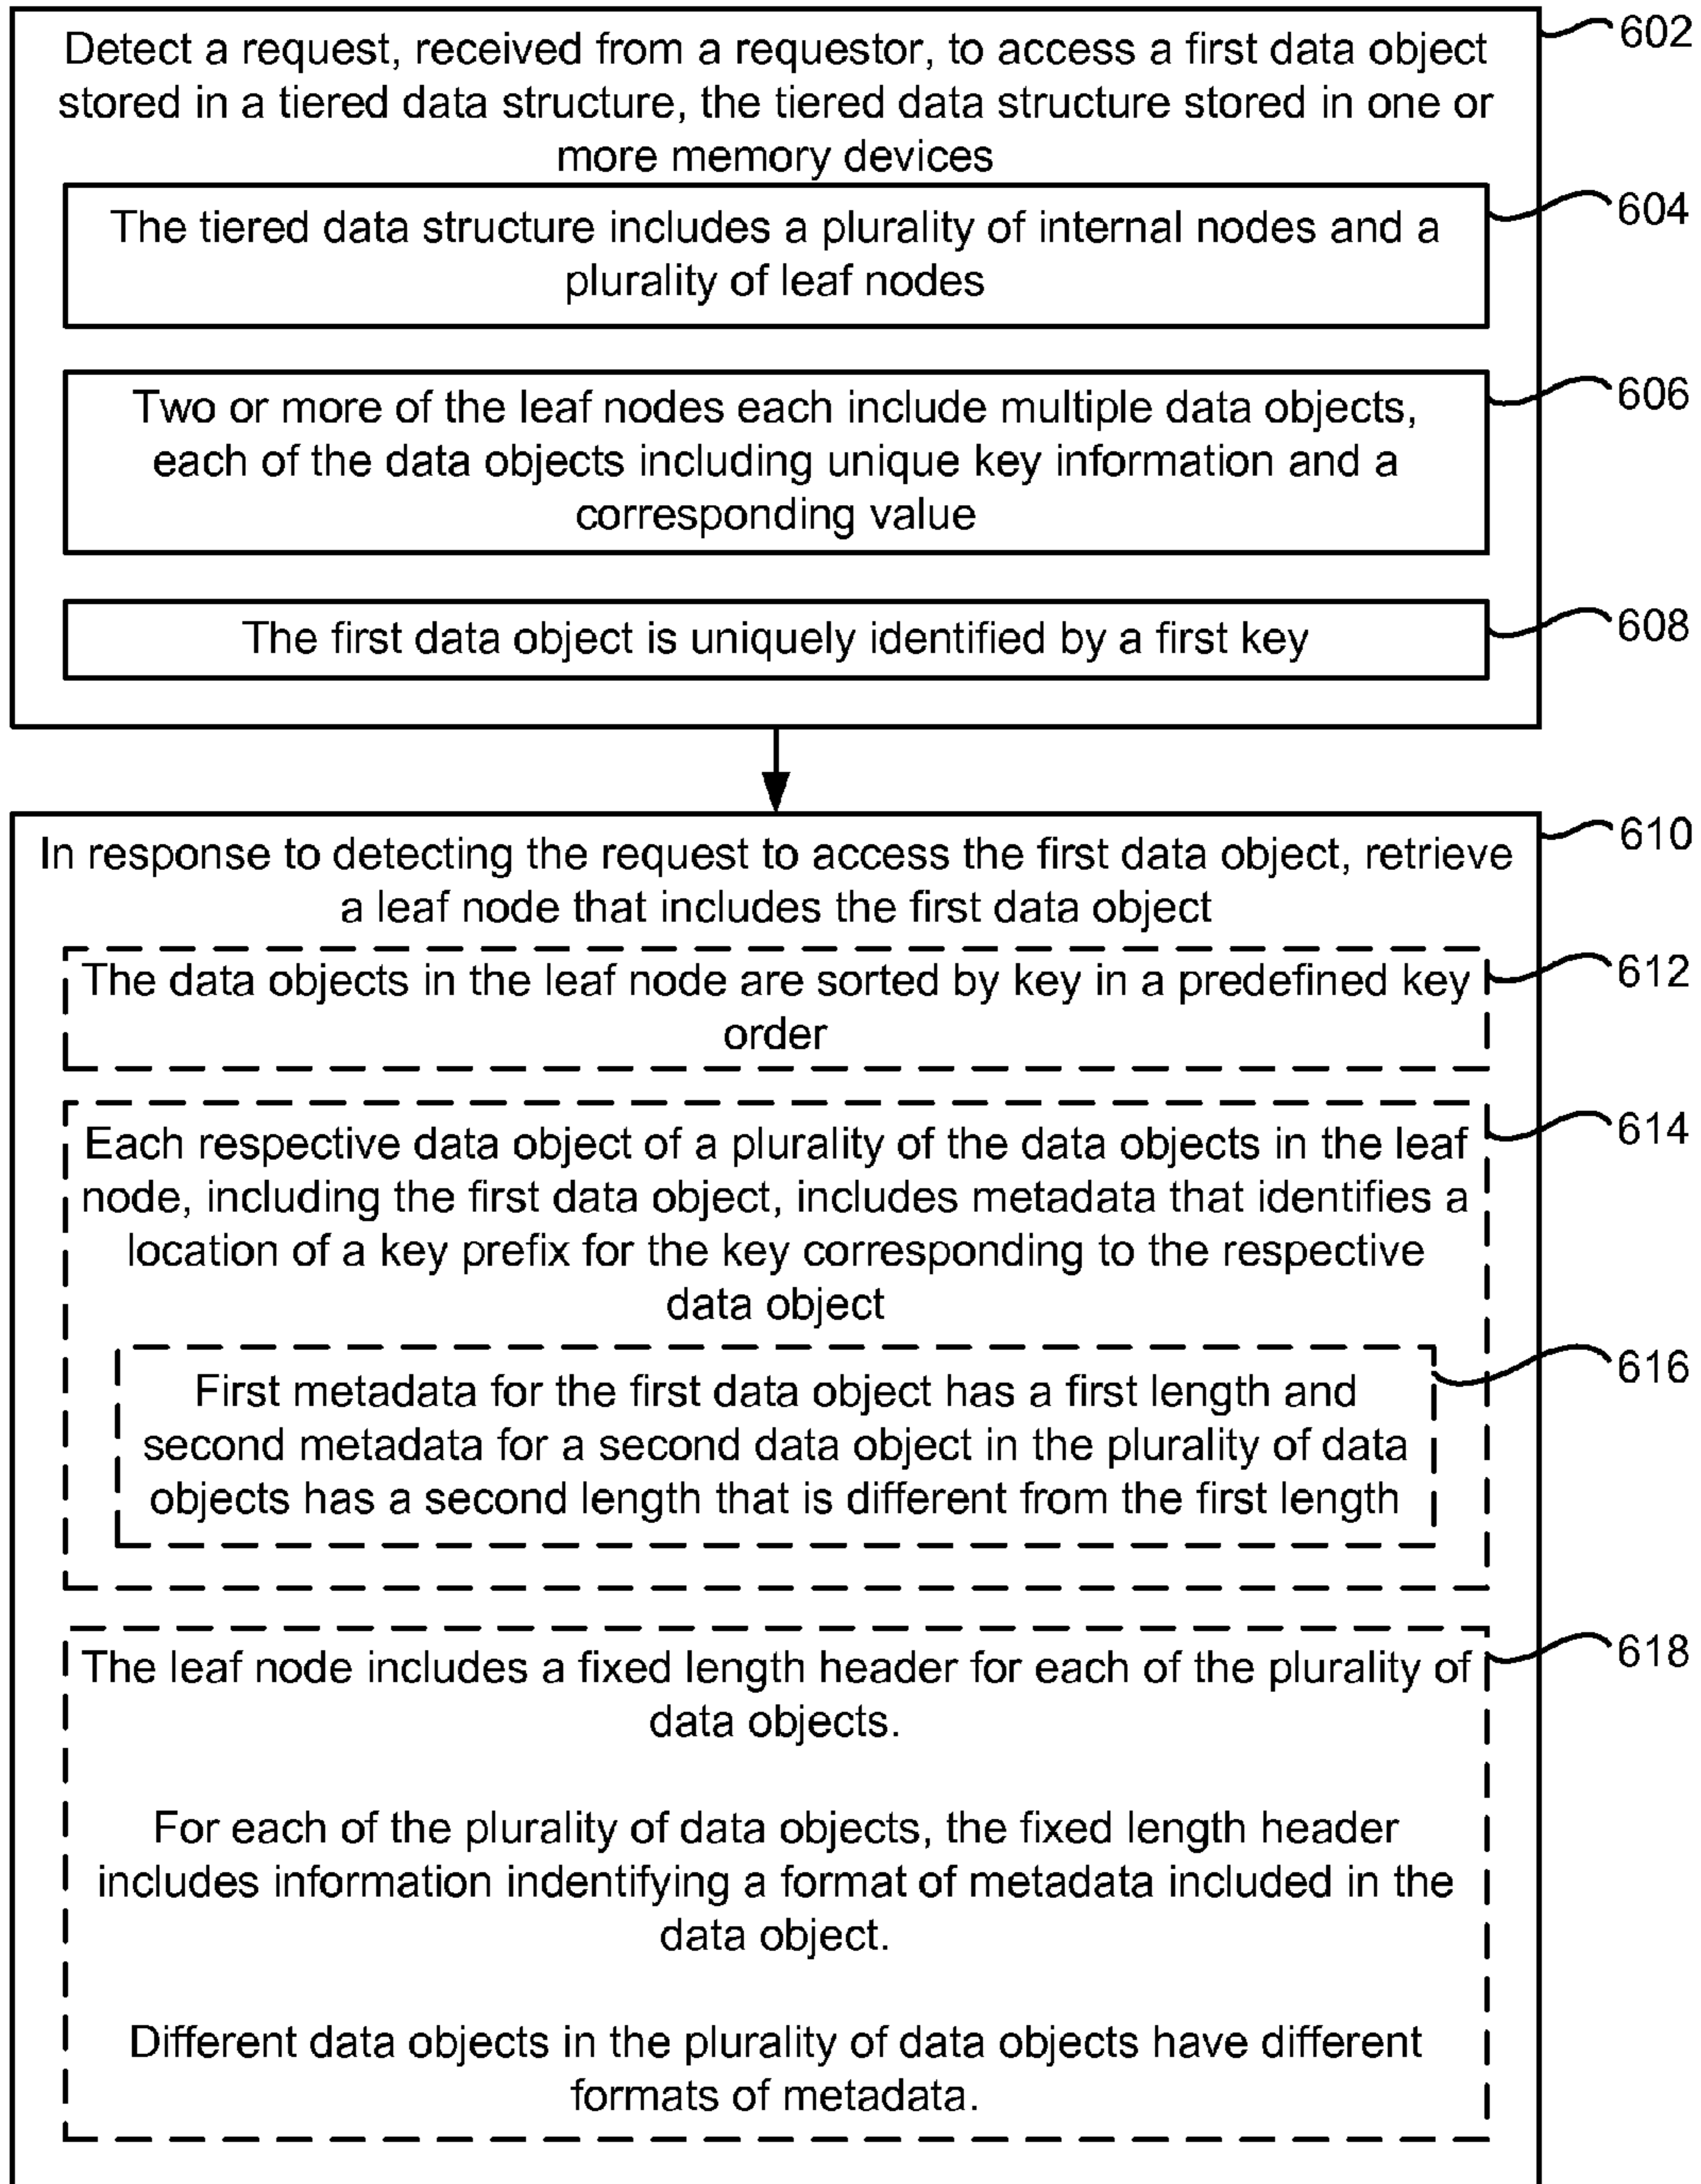 Detect a request, received from a requestor, to access a first data object
stored in a tiered data structure, the tiered data structure stored in one or
more memory devices
602
The tiered data structure includes a plurality of internal nodes and a
plurality of leaf nodes
604
Two or more of the leaf nodes each include multiple data objects,
each of the data objects including unique key information and a
corresponding value
606
The first data object is uniquely identified by a first key
608
In response to detecting the request to access the first data object, retrieve
a leaf node that includes the first data object
610
The data objects in the leaf node are sorted by key in a predefined key
order
612
Each respective data object of a plurality of the data objects in the leaf
node, including the first data object, includes metadata that identifies a
location of a key prefix for the key corresponding to the respective
data object
614
First metadata for the first data object has a first length and
second metadata for a second data object in the plurality of data
objects has a second length that is different from the first length
616
The leaf node includes a fixed length header for each of the plurality of
data objects.
618
For each of the plurality of data objects, the fixed length header
includes information indentifying a format of metadata included in the
data object.
Different data objects in the plurality of data objects have different
formats of metadata.